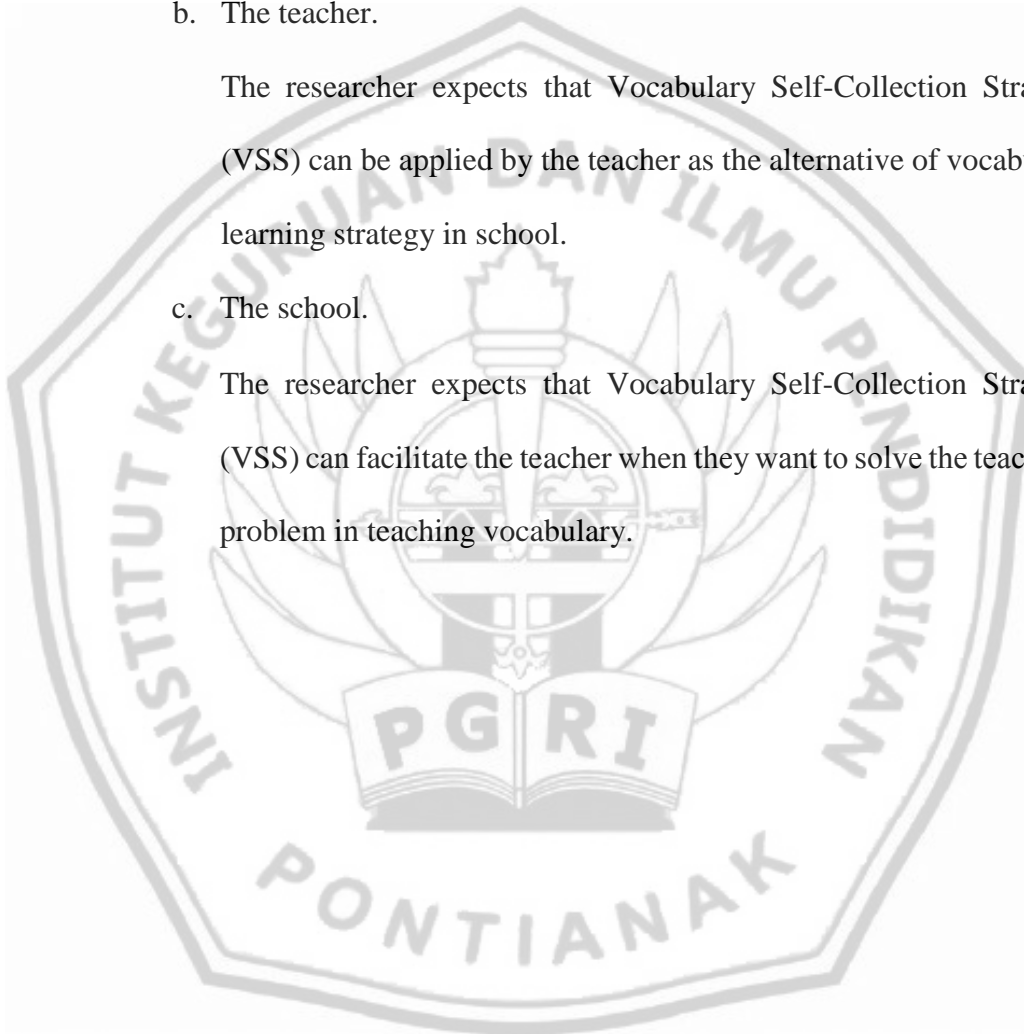 b. The teacher.
The researcher expects that Vocabulary Self-Collection Stra
(VSS) can be applied by the teacher as the alternative of vocab
learning strategy in school.
c. The school.
The researcher expects that Vocabulary Self-Collection Stra
(VSS) can facilitate the teacher when they want to solve the teac
problem in teaching vocabulary.
INSTITUT KEGURUAN DAN ILMU PENDIDIKAN
PGRI
PONTIANAK